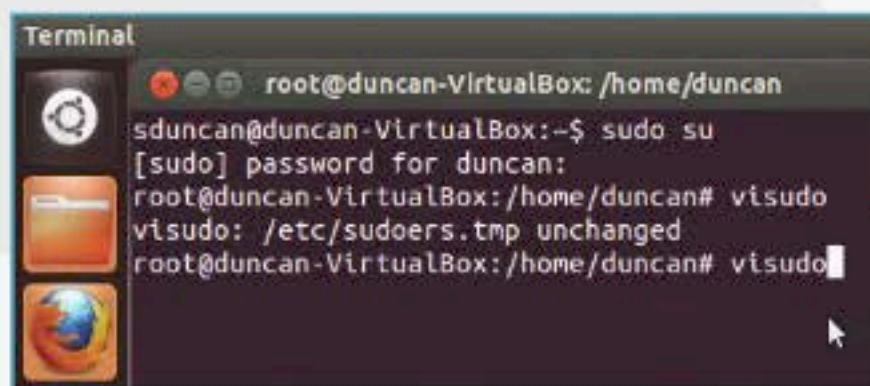 Terminal
root@duncan-VirtualBox: /home/duncan
sduncan@duncan-VirtualBox:~$ sudo su
[sudo] password for duncan:
root@duncan-VirtualBox:/home/duncan# visudo
visudo: /etc/sudoers.tmp unchanged
root@duncan-VirtualBox:/home/duncan# visudo